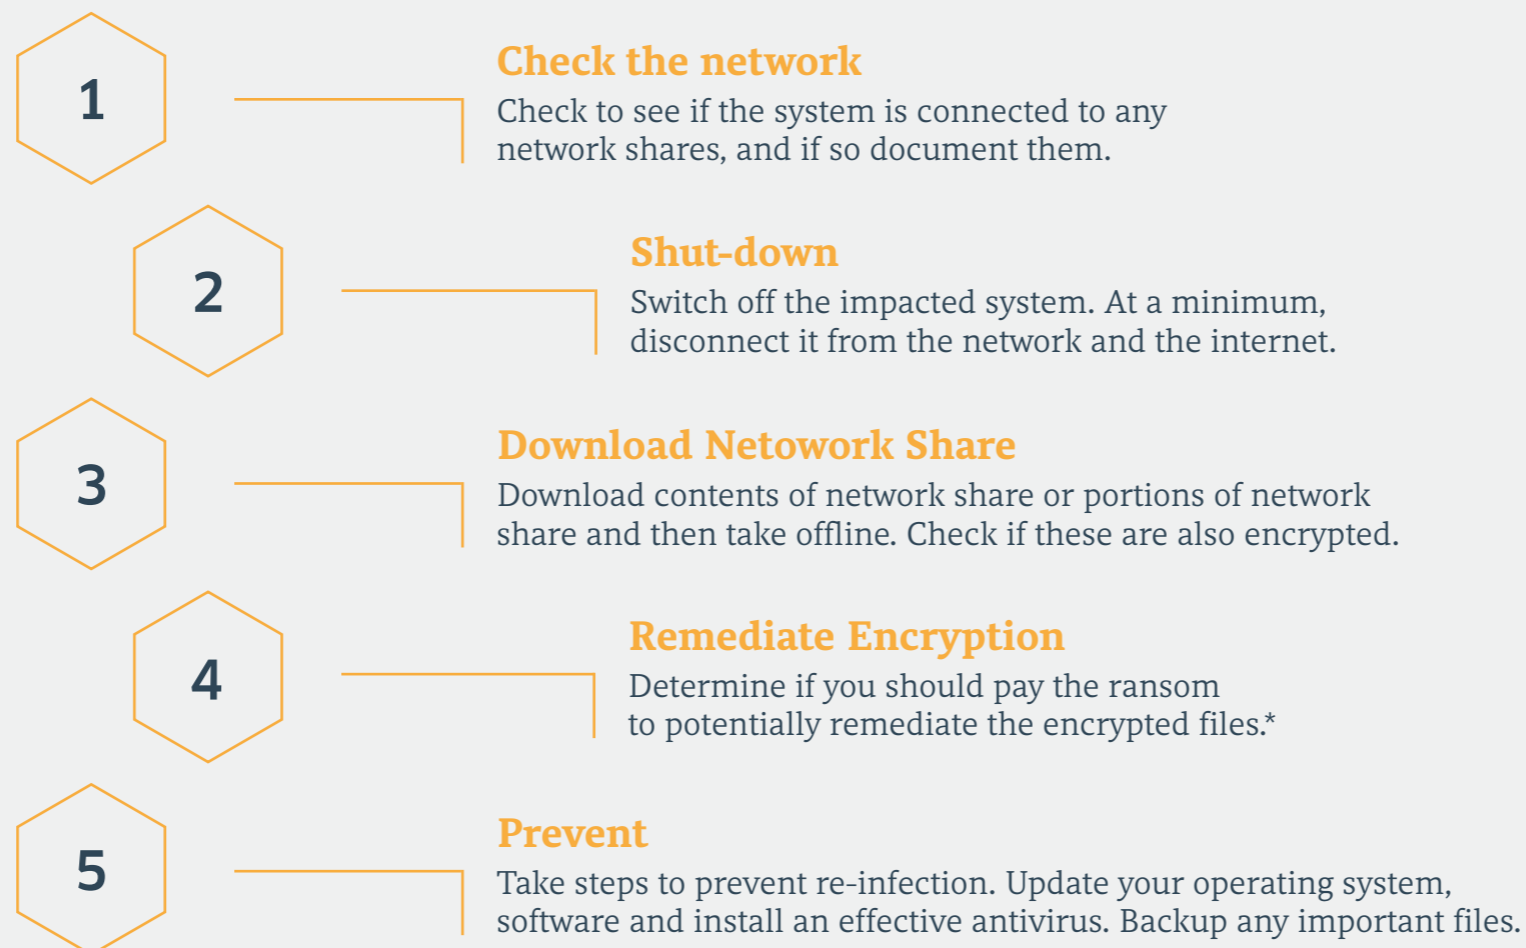 1
Check the network
Check to see if the system is connected to any
network shares, and if so document them.
2
Shut-down
Switch off the impacted system. At a minimum,
disconnect it from the network and the internet.
3
Download Netowork Share
Download contents of network share or portions of network
share and then take offline. Check if these are also encrypted.
4
Remediate Encryption
Determine if you should pay the ransom
to potentially remediate the encrypted files.*
5
Prevent
Take steps to prevent re-infection. Update your operating system,
software and install an effective antivirus. Backup any important files.